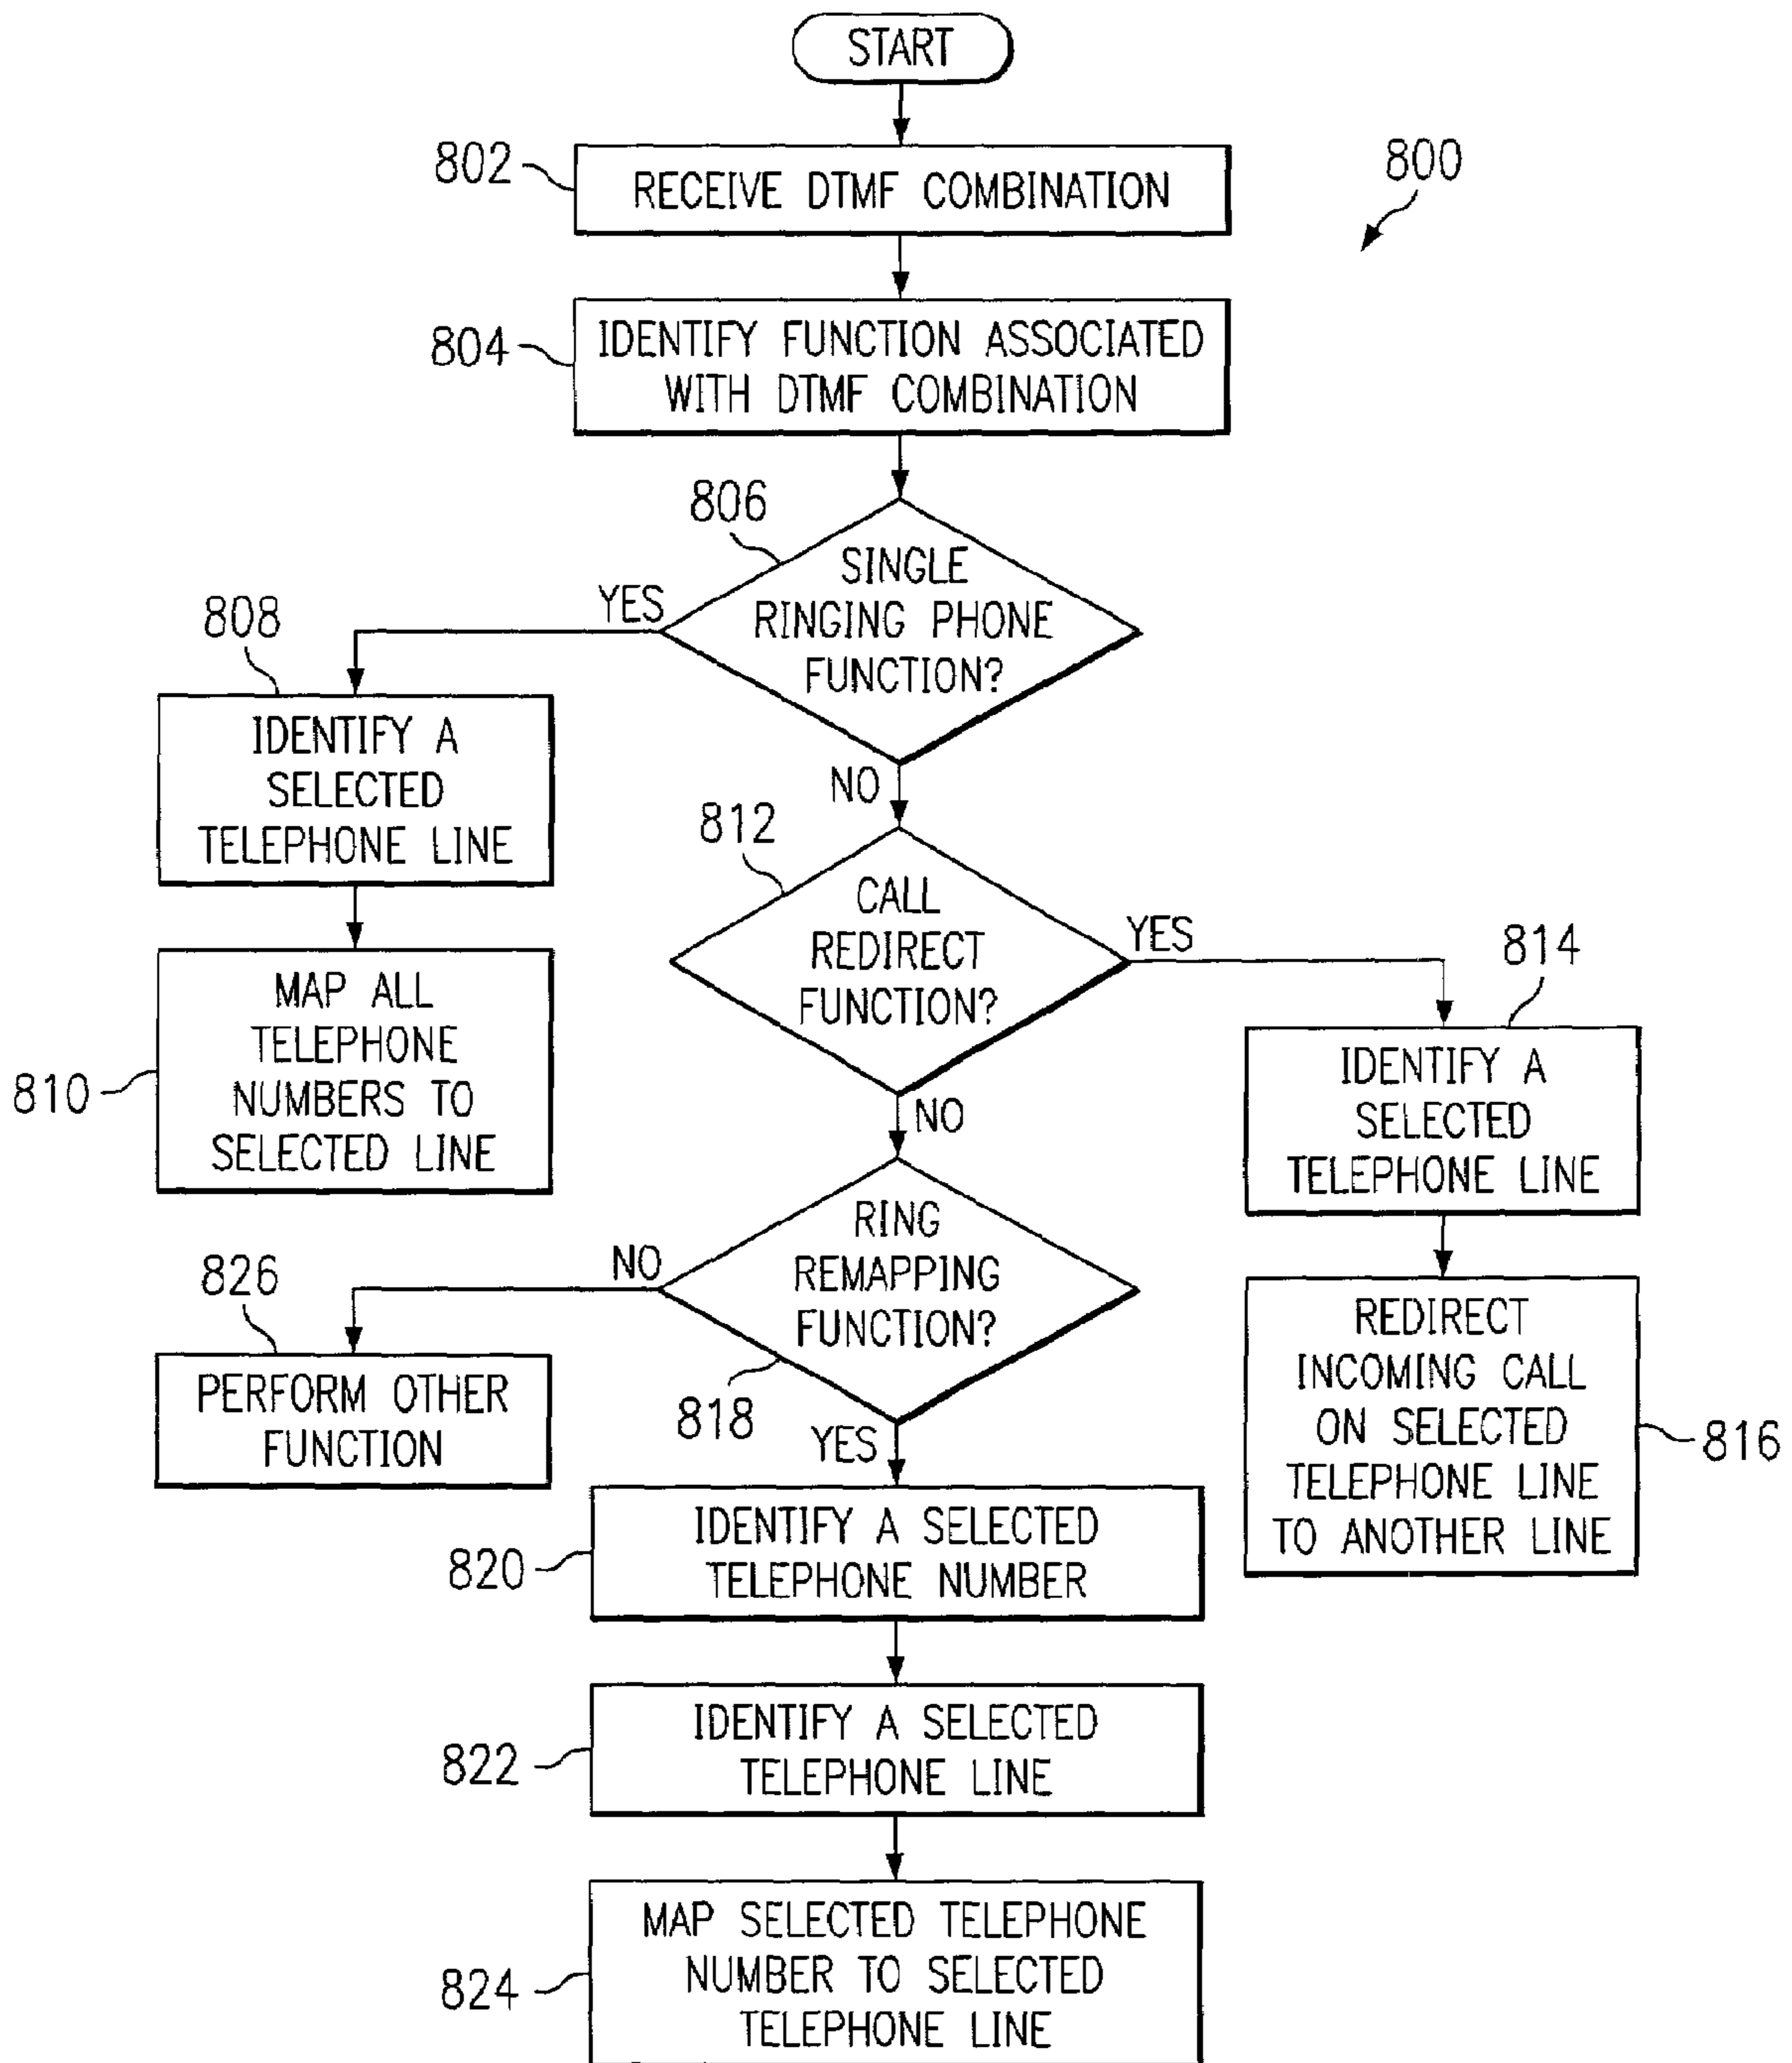 START
802
RECEIVE DTMF COMBINATION
800
804
IDENTIFY FUNCTION ASSOCIATED
WITH DTMF COMBINATION
806
SINGLE
RINGING PHONE
FUNCTION?
YES
NO
808
IDENTIFY A
SELECTED
TELEPHONE LINE
810
MAP ALL
TELEPHONE
NUMBERS TO
SELECTED LINE
812
CALL
REDIRECT
FUNCTION?
YES
NO
814
IDENTIFY A
SELECTED
TELEPHONE LINE
REDIRECT
INCOMING CALL
ON SELECTED
TELEPHONE LINE
TO ANOTHER LINE
816
RING
REMAPPING
FUNCTION?
818
NO
YES
826
PERFORM OTHER
FUNCTION
820
IDENTIFY A SELECTED
TELEPHONE NUMBER
822
IDENTIFY A SELECTED
TELEPHONE LINE
824
MAP SELECTED TELEPHONE
NUMBER TO SELECTED
TELEPHONE LINE